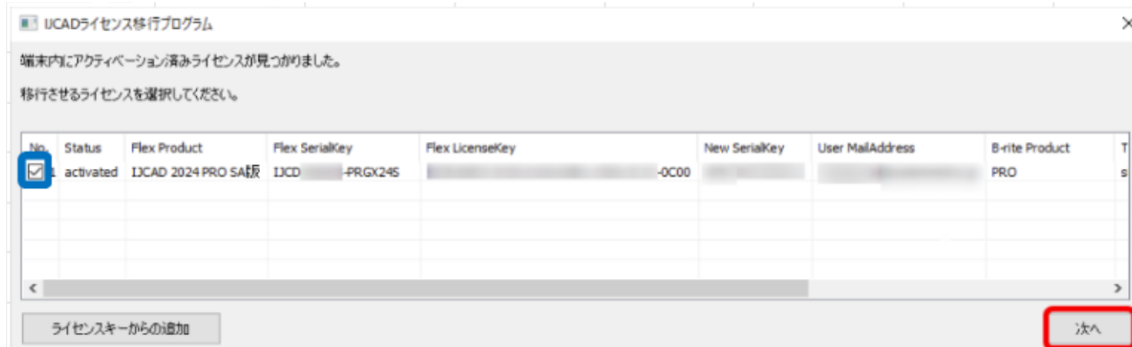 IJCADライセンス移行プログラム
端末内にアクティベーション済みライセンスが見つかりました。
移行させるライセンスを選択してください。
No. Status Flex Product Flex SerialKey Flex LicenseKey New SerialKey User MailAddress B-rite Product T
1 activated IJCAD 2024 PRO SA版 IJCD -PRGX24S -0C00 PRO s
ライセンスキーからの追加 次へ